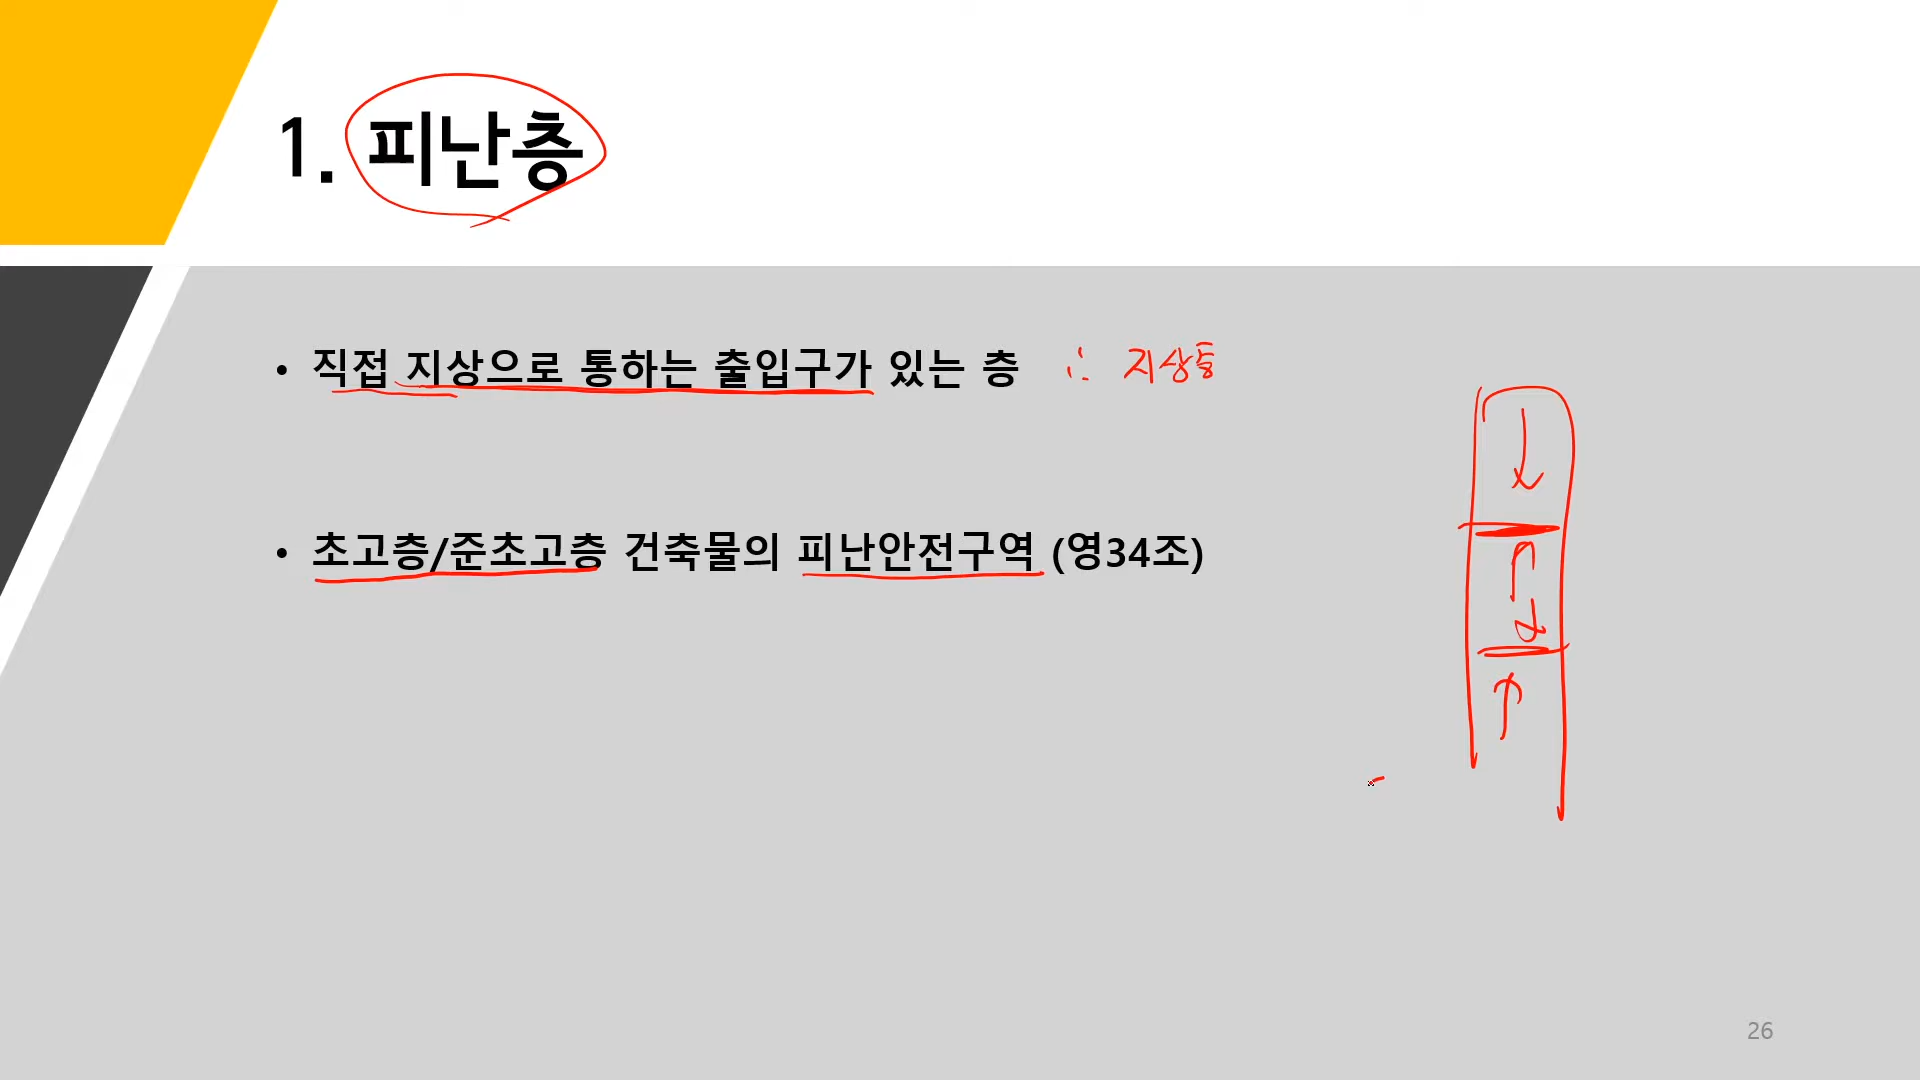 1. 피난층
• 직접 지상으로 통하는 출입구가 있는 층 ∴ 지상층
• 초고층/준초고층 건축물의 피난안전구역 (영34조)
26